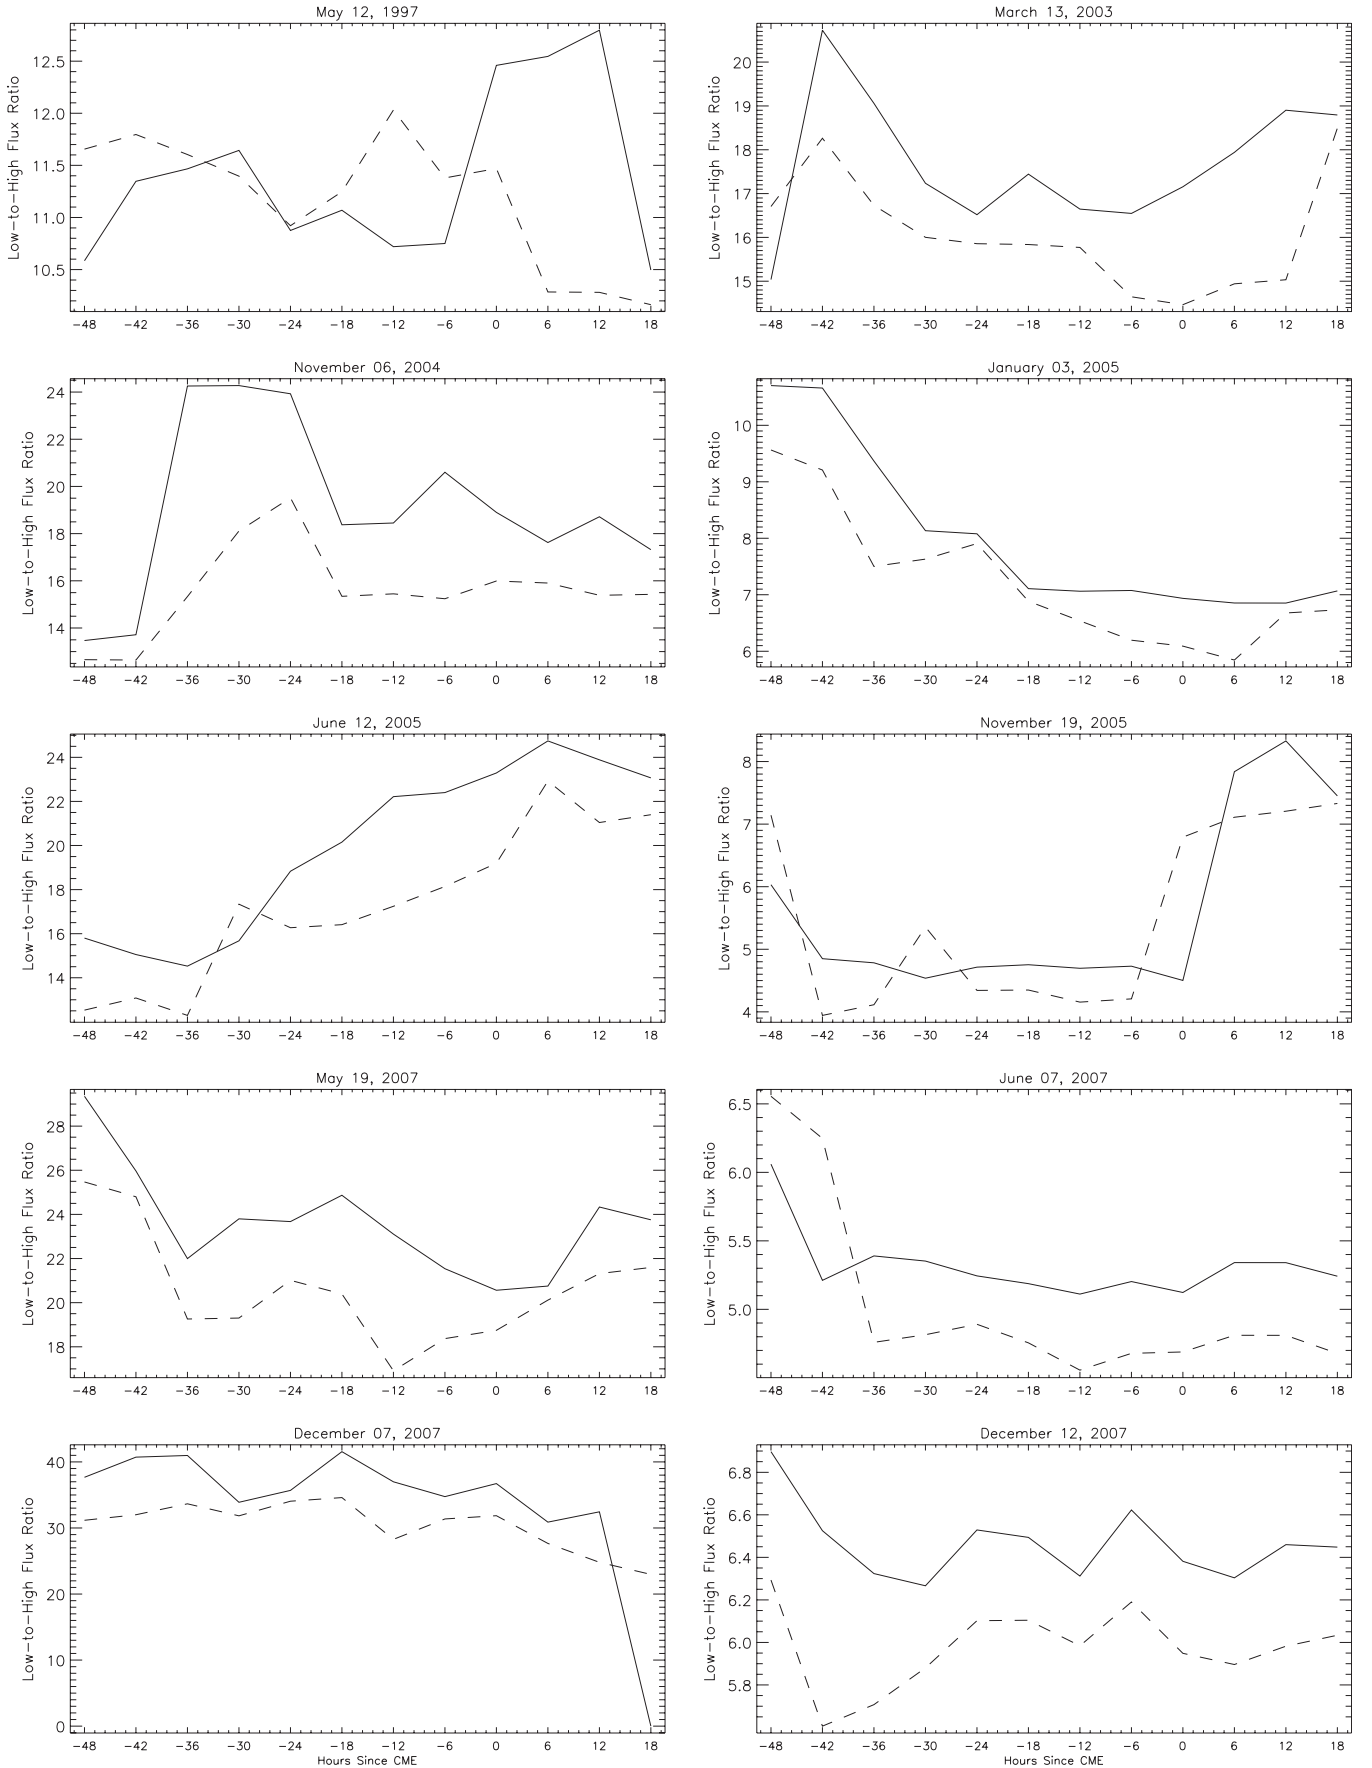 May 12, 1997
Low-to-High Flux Ratio
12.5
12.0
11.5
11.0
10.5
-48 -42 -36 -30 -24 -18 -12 -6 0 6 12 18
March 13, 2003
Low-to-High Flux Ratio
20
19
18
17
16
15
-48 -42 -36 -30 -24 -18 -12 -6 0 6 12 18
November 06, 2004
Low-to-High Flux Ratio
24
22
20
18
16
14
-48 -42 -36 -30 -24 -18 -12 -6 0 6 12 18
January 03, 2005
Low-to-High Flux Ratio
10
9
8
7
6
-48 -42 -36 -30 -24 -18 -12 -6 0 6 12 18
June 12, 2005
Low-to-High Flux Ratio
24
22
20
18
16
14
-48 -42 -36 -30 -24 -18 -12 -6 0 6 12 18
November 19, 2005
Low-to-High Flux Ratio
8
7
6
5
4
-48 -42 -36 -30 -24 -18 -12 -6 0 6 12 18
May 19, 2007
Low-to-High Flux Ratio
28
26
24
22
20
18
-48 -42 -36 -30 -24 -18 -12 -6 0 6 12 18
June 07, 2007
Low-to-High Flux Ratio
6.5
6.0
5.5
5.0
-48 -42 -36 -30 -24 -18 -12 -6 0 6 12 18
December 07, 2007
Low-to-High Flux Ratio
40
30
20
10
0
-48 -42 -36 -30 -24 -18 -12 -6 0 6 12 18
Hours Since CME
December 12, 2007
Low-to-High Flux Ratio
6.8
6.6
6.4
6.2
6.0
5.8
-48 -42 -36 -30 -24 -18 -12 -6 0 6 12 18
Hours Since CME